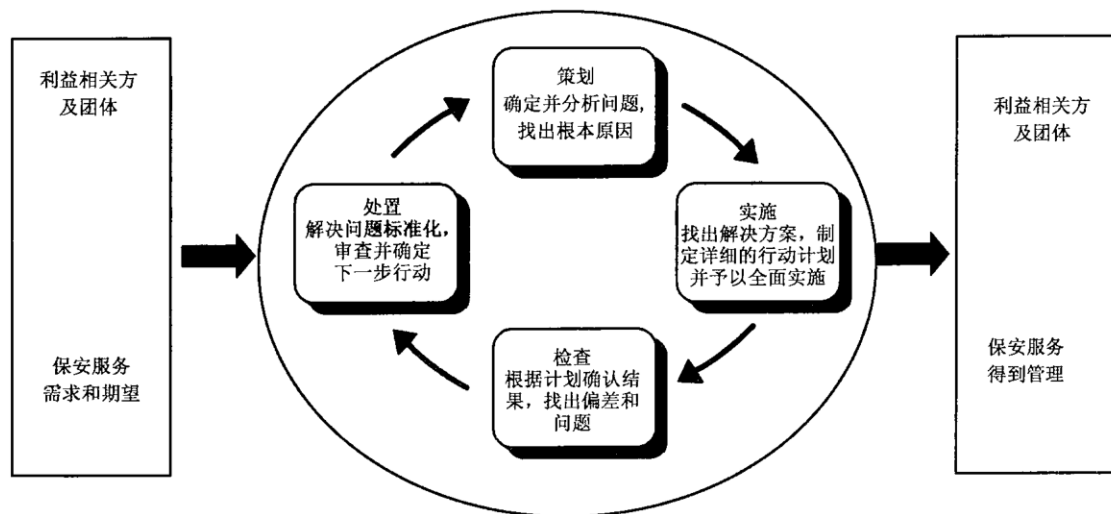 利益相关方
及团体
保安服务
需求和期望
策划
确定并分析问题,
找出根本原因
处置
解决问题标准化,
审查并确定
下一步行动
实施
找出解决方案，制
定详细的行动计划
并予以全面实施
检查
根据计划确认结
果，找出偏差和
问题
利益相关方
及团体
保安服务
得到管理